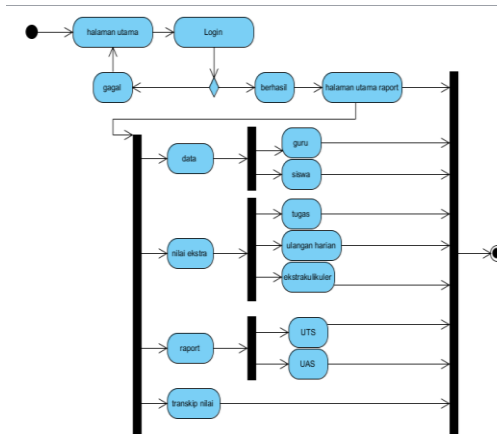 halaman utama
Login
gagal
berhasil
halaman utama raport
guru
data
siswa
tugas
nilai ekstra
ulangan harian
ekstrakulikuler
UTS
raport
UAS
transkip nilai